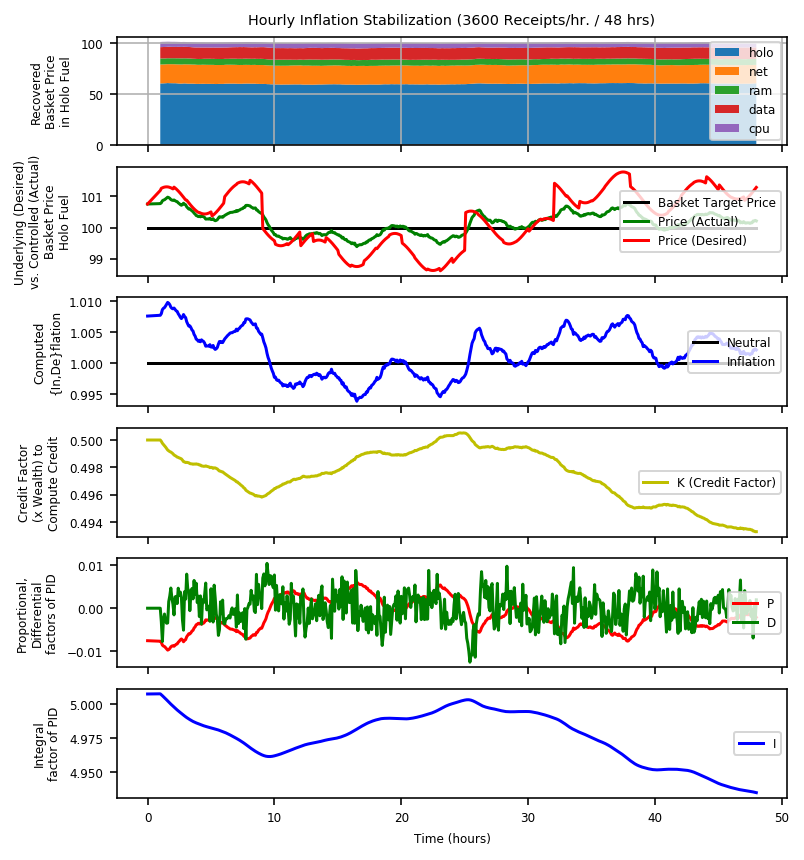 Hourly Inflation Stabilization (3600 Receipts/hr. / 48 hrs)
Recovered
Basket Price
in Holo Fuel
100
50
0
holo
net
ram
data
cpu
Underlying (Desired)
vs. Controlled (Actual)
Basket Price
Holo Fuel
101
100
99
Basket Target Price
Price (Actual)
Price (Desired)
Computed
{In,De}flation
1.010
1.005
1.000
0.995
Neutral
Inflation
Credit Factor
(x Wealth) to
Compute Credit
0.500
0.498
0.496
0.494
K (Credit Factor)
Proportional,
Differential
factors of PID
0.01
0.00
−0.01
P
D
Integral
factor of PID
5.000
4.975
4.950
I
0 10 20 30 40 50
Time (hours)